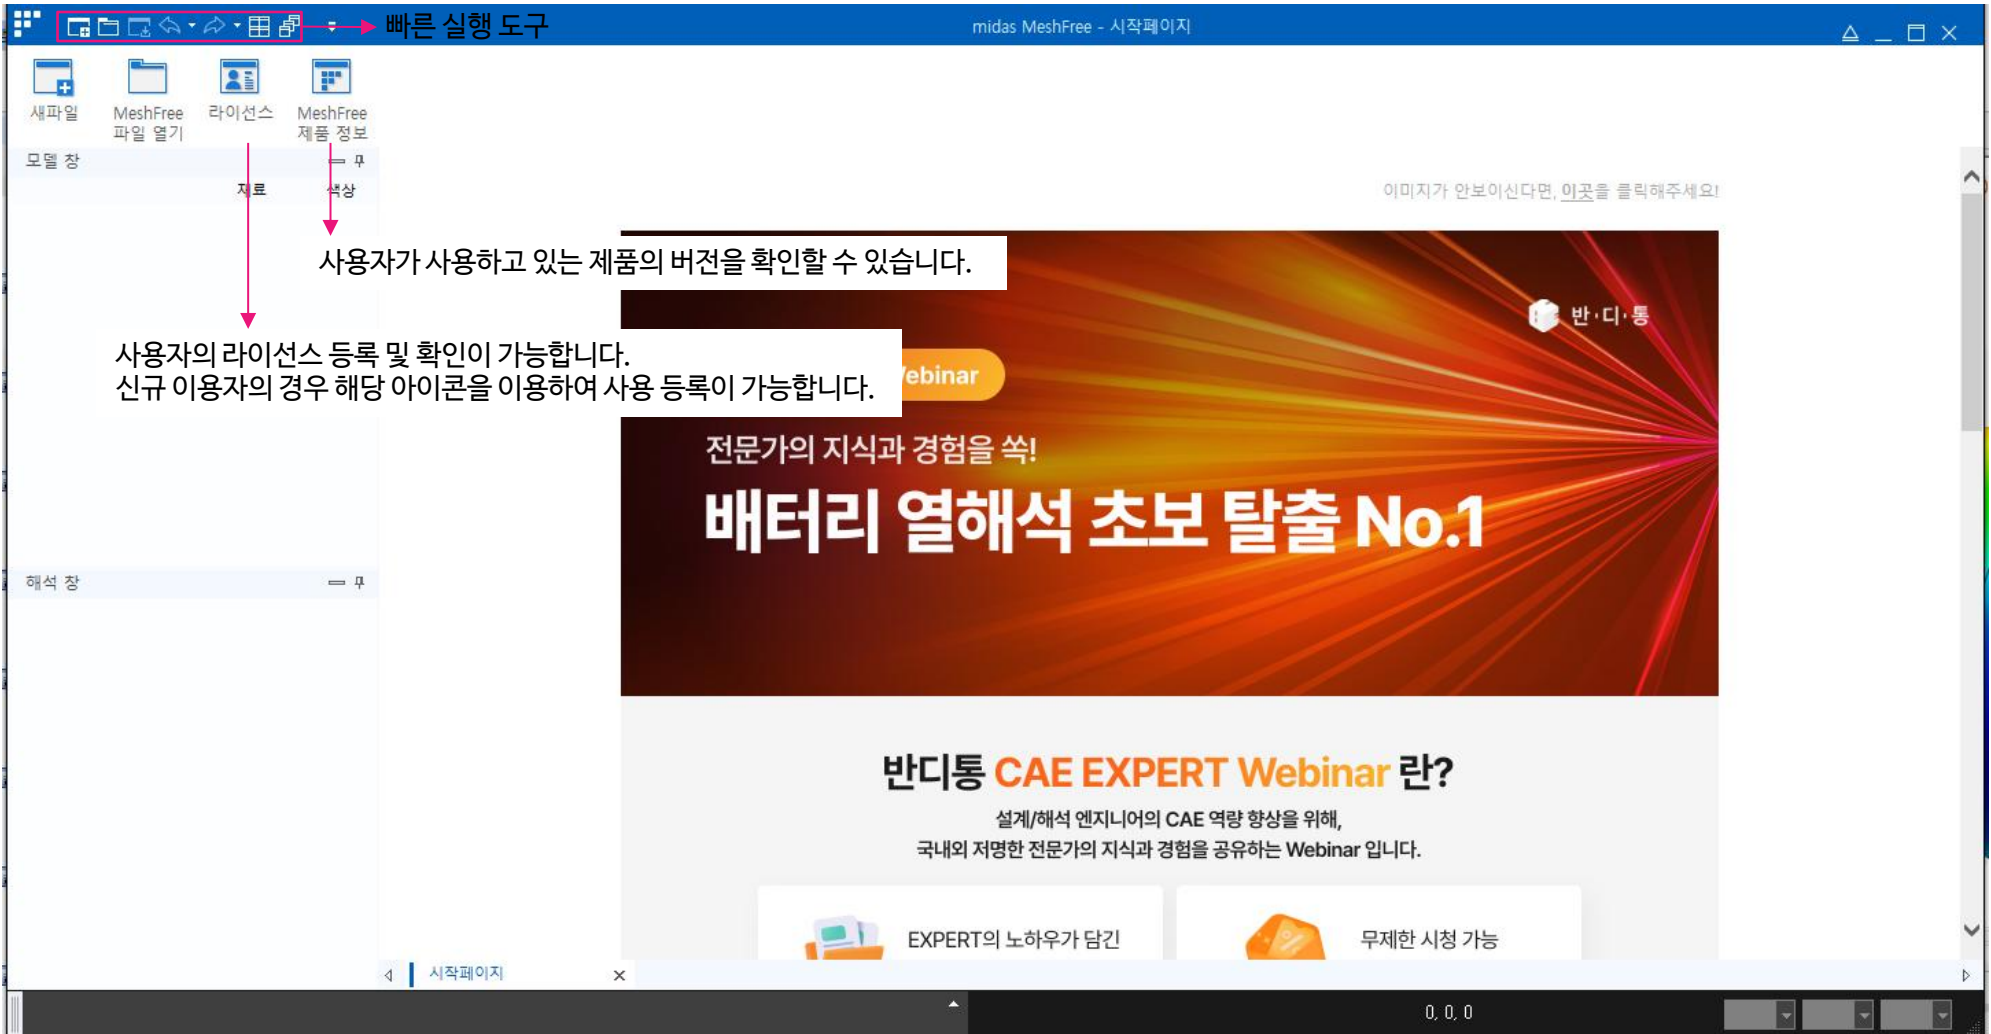 빠른 실행 도구
midas MeshFree - 시작페이지
새파일
MeshFree
파일 열기
라이선스
MeshFree
제품 정보
모델 창
재료
색상
이미지가 안보이신다면, 이곳을 클릭해주세요!
사용자가 사용하고 있는 제품의 버전을 확인할 수 있습니다.
반·디·통
사용자의 라이선스 등록 및 확인이 가능합니다.
신규 이용자의 경우 해당 아이콘을 이용하여 사용 등록이 가능합니다.
ebinar
전문가의 지식과 경험을 쏙!
배터리 열해석 초보 탈출 No.1
해석 창
반디통 CAE EXPERT Webinar 란?
설계/해석 엔지니어의 CAE 역량 향상을 위해,
국내외 저명한 전문가의 지식과 경험을 공유하는 Webinar 입니다.
EXPERT의 노하우가 담긴
무제한 시청 가능
시작페이지
0, 0, 0